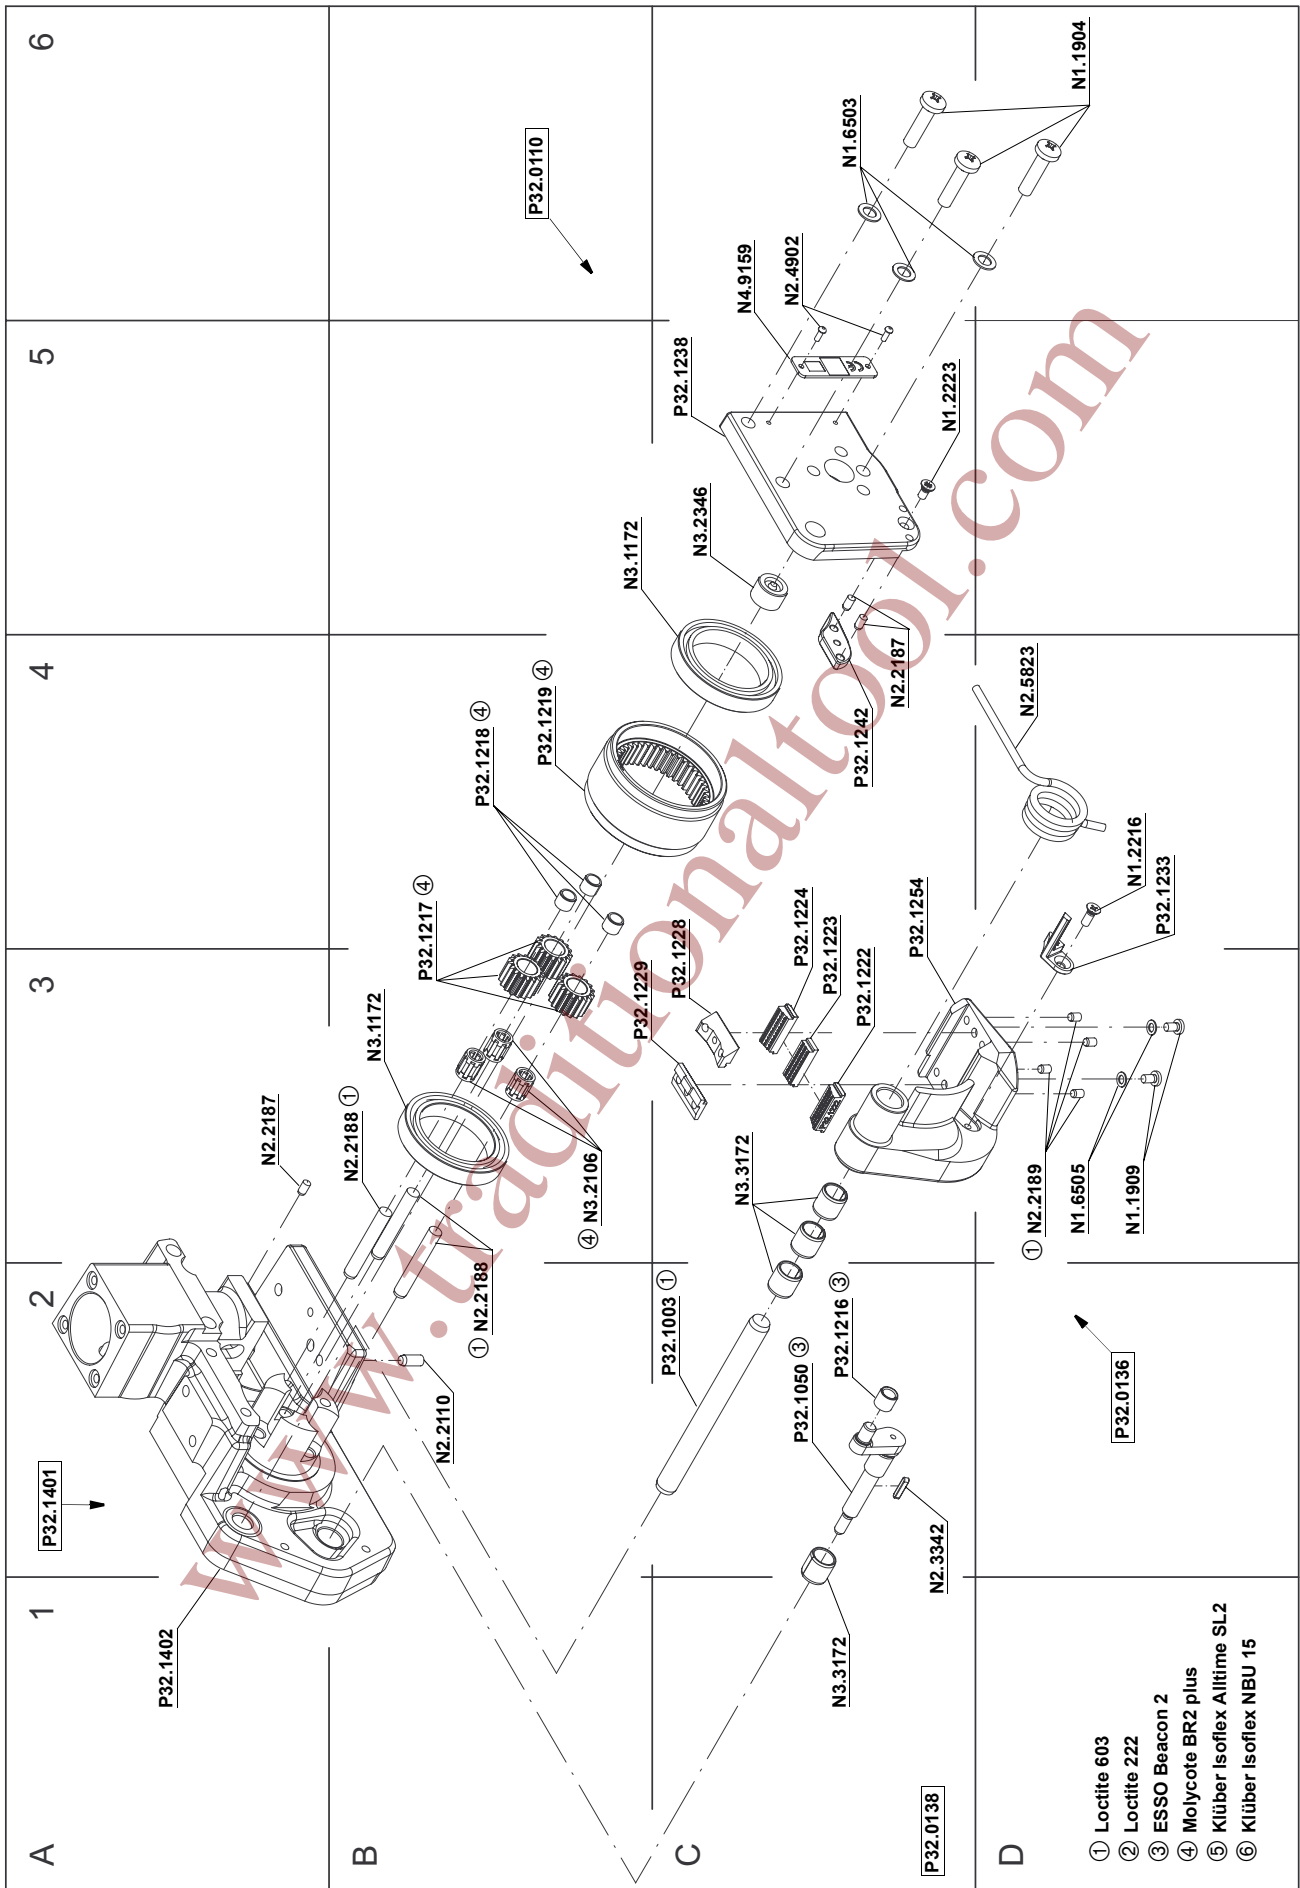 A
B
C
D
1
2
3
4
5
6
P32.1401
P32.1402
N2.2187
N2.2188 ①
N3.1172
P32.1217 ④
P32.1218 ④
P32.1219 ④
N3.1172
N3.2346
P32.1238
N4.9159
N2.4902
N1.6503
N1.1904
P32.0110
N2.2110
① N2.2188
④ N3.2106
P32.1229
P32.1228
P32.1224
P32.1223
P32.1222
P32.1254
P32.1242
N2.2187
N1.2223
N2.5823
N1.2216
P32.1233
N3.3172
P32.1003 ①
P32.1050 ③
P32.1216 ③
N2.3342
N3.3172
① N2.2189
N1.6505
N1.1909
P32.0136
P32.0138
① Loctite 603
② Loctite 222
③ ESSO Beacon 2
④ Molycote BR2 plus
⑤ Klüber Isoflex Alltime SL2
⑥ Klüber Isoflex NBU 15
www.traditionaltool.com